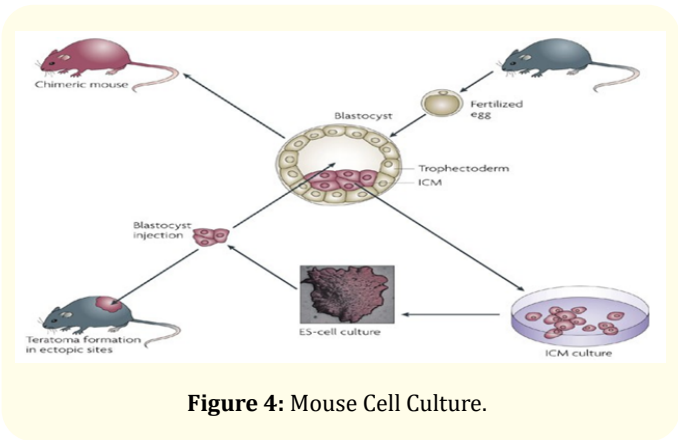 Chimeric mouse
Blastocyst
Fertilized
egg
Trophectoderm
ICM
Blastocyst
injection
Teratoma formation
in ectopic sites
ES-cell culture
ICM culture
Figure 4: Mouse Cell Culture.